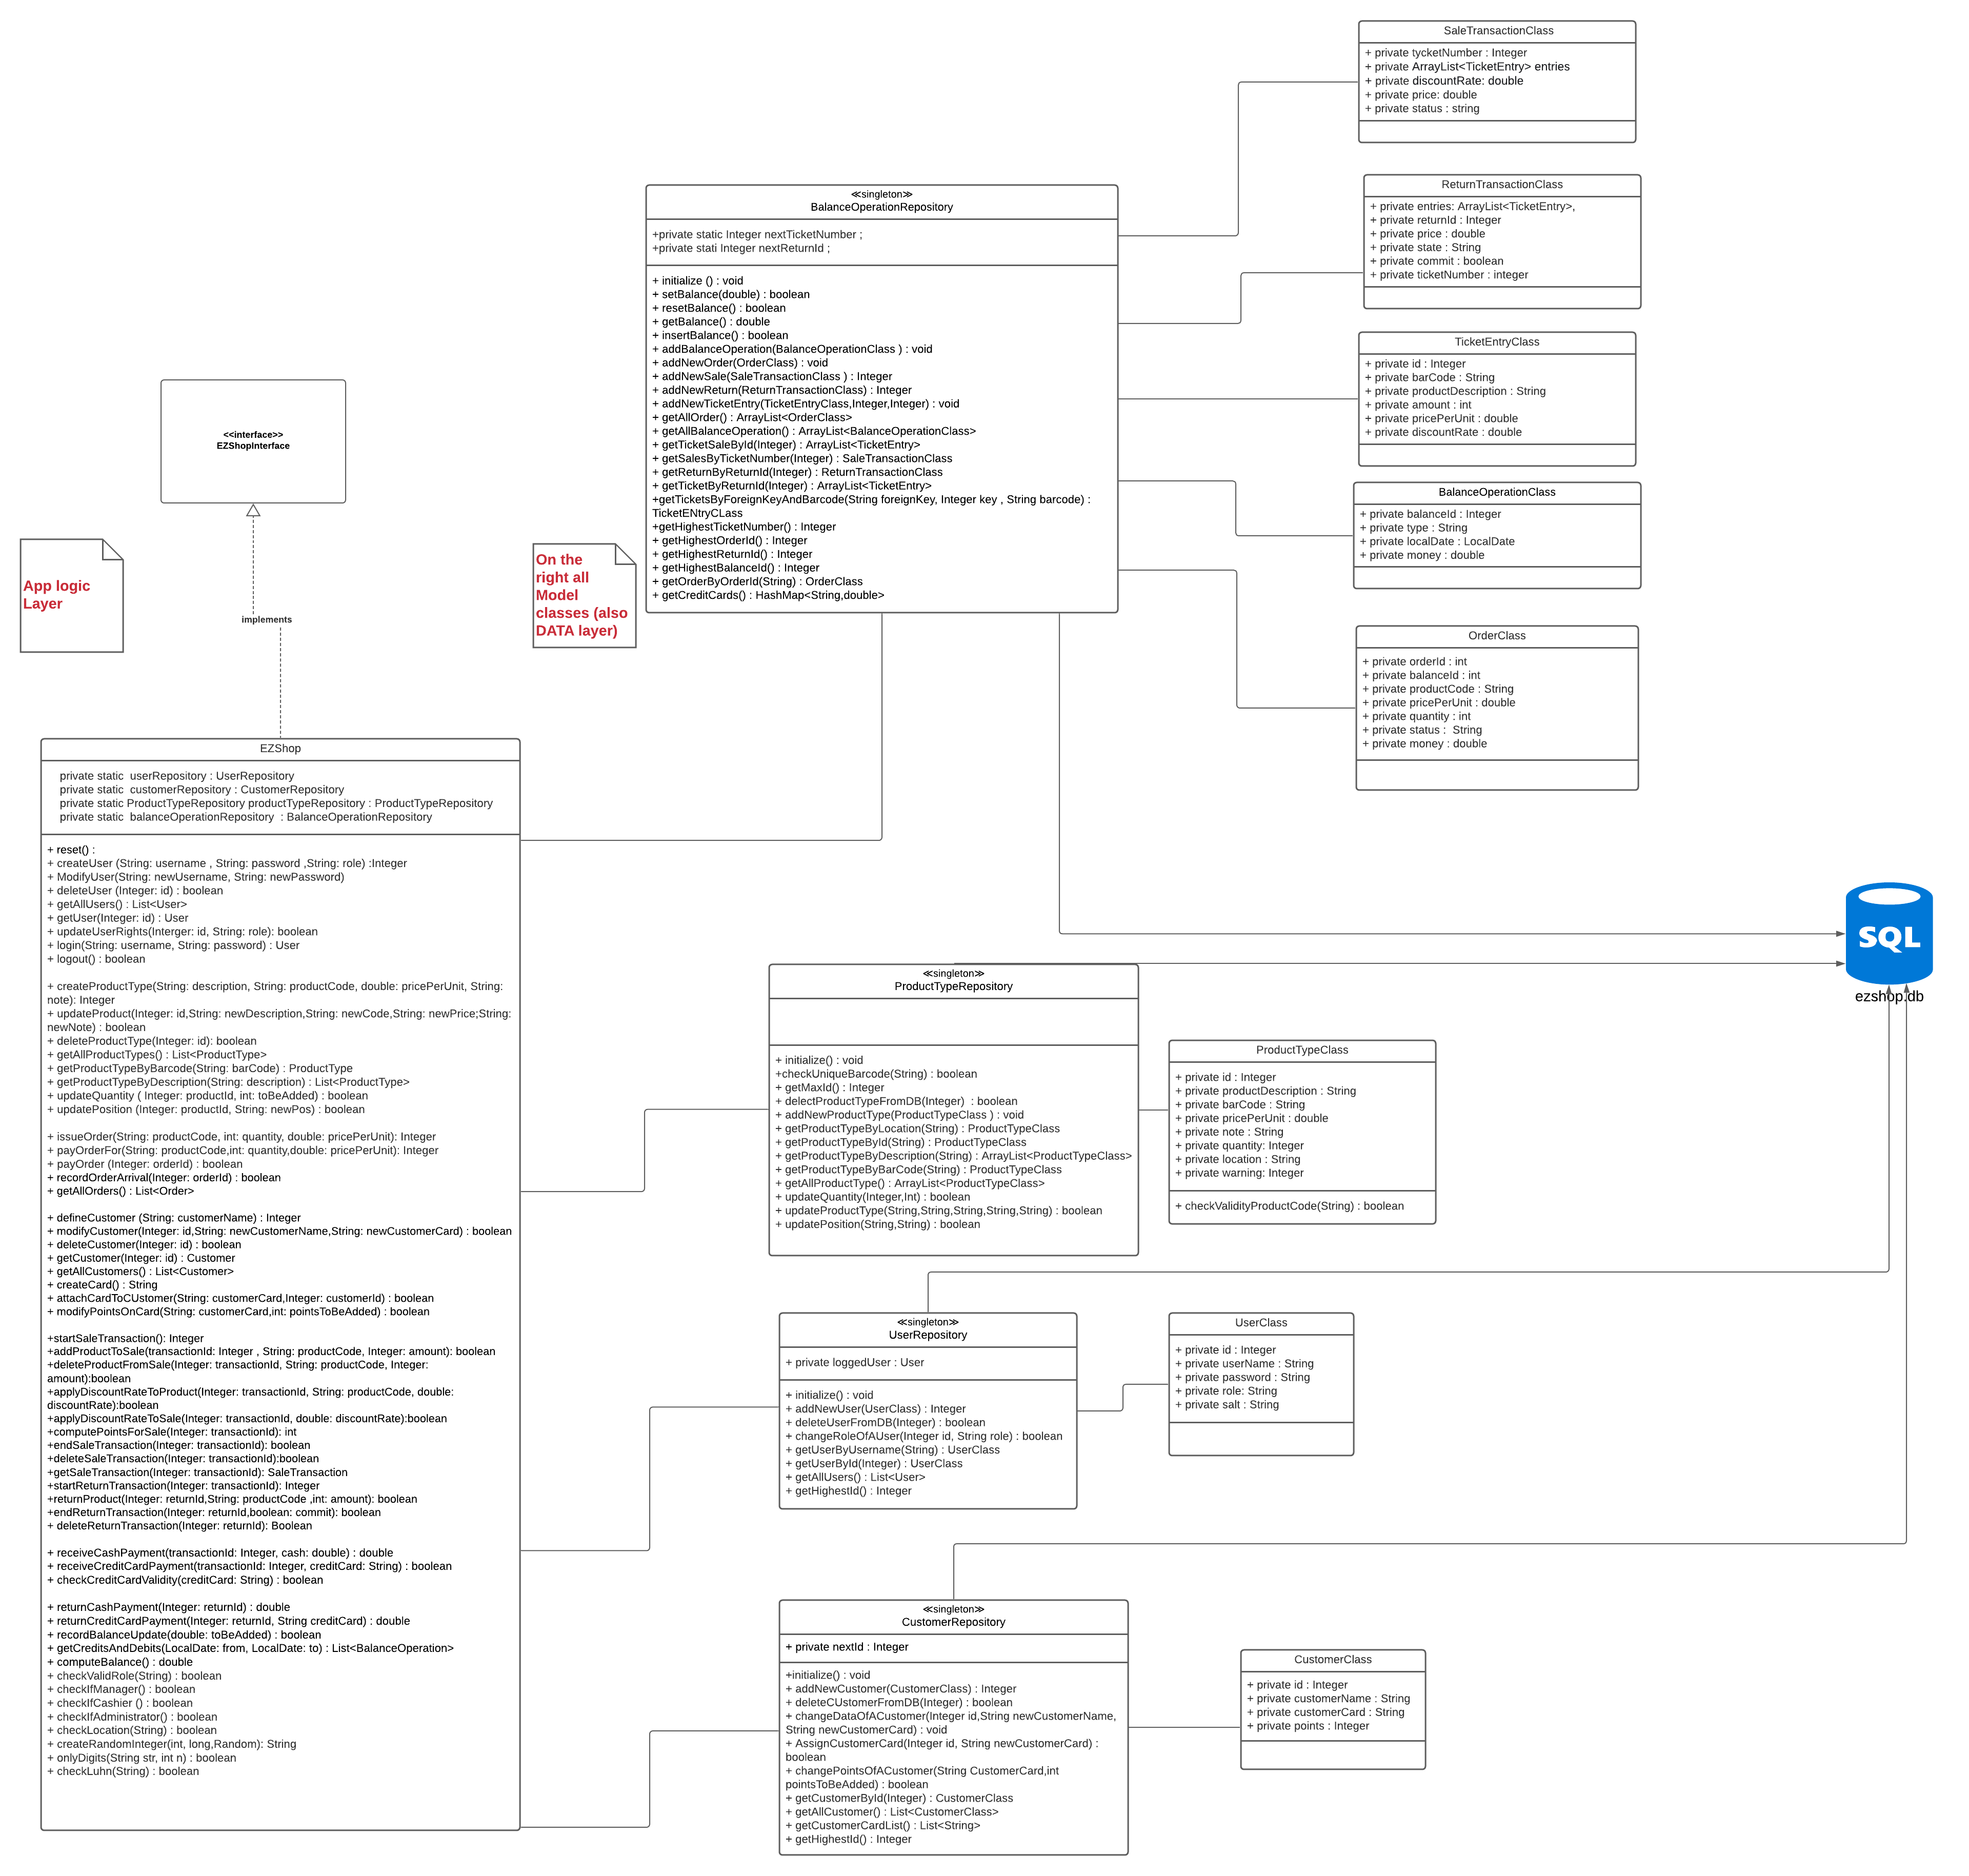 SaleTransactionClass
+ private tycketNumber : Integer
+ private ArrayList<TicketEntry> entries
+ private discountRate: double
+ private price: double
+ private status : string
ReturnTransactionClass
+ private entries: ArrayList<TicketEntry>,
+ private returnId : Integer
+ private price : double
+ private state : String
+ private commit : boolean
+ private ticketNumber : integer
≪singleton≫
BalanceOperationRepository
+private static Integer nextTicketNumber ;
+private stati Integer nextReturnId ;
+ initialize () : void
+ setBalance(double) : boolean
+ resetBalance() : boolean
+ getBalance() : double
+ insertBalance() : boolean
+ addBalanceOperation(BalanceOperationClass ) : void
+ addNewOrder(OrderClass) : void
+ addNewSale(SaleTransactionClass ) : Integer
+ addNewReturn(ReturnTransactionClass) : Integer
+ addNewTicketEntry(TicketEntryClass,Integer,Integer) : void
+ getAllOrder() : ArrayList<OrderClass>
+ getAllBalanceOperation() : ArrayList<BalanceOperationClass>
+ getTicketSaleById(Integer) : ArrayList<TicketEntry>
+ getSalesByTicketNumber(Integer) : SaleTransactionClass
+ getReturnByReturnId(Integer) : ReturnTransactionClass
+ getTicketByReturnId(Integer) : ArrayList<TicketEntry>
+getTicketsByForeignKeyAndBarcode(String foreignKey, Integer key , String barcode) :
TicketENtryCLass
+getHighestTicketNumber() : Integer
+ getHighestOrderId() : Integer
+ getHighestReturnId() : Integer
+ getHighestBalanceId() : Integer
+ getOrderByOrderId(String) : OrderClass
+ getCreditCards() : HashMap<String,double>
TicketEntryClass
+ private id : Integer
+ private barCode : String
+ private productDescription : String
+ private amount : int
+ private pricePerUnit : double
+ private discountRate : double
BalanceOperationClass
+ private balanceId : Integer
+ private type : String
+ private localDate : LocalDate
+ private money : double
OrderClass
+ private orderId : int
+ private balanceId : int
+ private productCode : String
+ private pricePerUnit : double
+ private quantity : int
+ private status :  String
+ private money : double
<<interface>>
EZShopInterface
App logic
Layer
On the
right all
Model
classes (also
DATA layer)
implements
EZShop
private static  userRepository : UserRepository
private static  customerRepository : CustomerRepository
private static ProductTypeRepository productTypeRepository : ProductTypeRepository
private static  balanceOperationRepository  : BalanceOperationRepository
+ reset() :
+ createUser (String: username , String: password ,String: role) :Integer
+ ModifyUser(String: newUsername, String: newPassword)
+ deleteUser (Integer: id) : boolean
+ getAllUsers() : List<User>
+ getUser(Integer: id) : User
+ updateUserRights(Interger: id, String: role): boolean
+ login(String: username, String: password) : User
+ logout() : boolean
+ createProductType(String: description, String: productCode, double: pricePerUnit, String:
note): Integer
+ updateProduct(Integer: id,String: newDescription,String: newCode,String: newPrice;String:
newNote) : boolean
+ deleteProductType(Integer: id): boolean
+ getAllProductTypes() : List<ProductType>
+ getProductTypeByBarcode(String: barCode) : ProductType
+ getProductTypeByDescription(String: description) : List<ProductType>
+ updateQuantity ( Integer: productId, int: toBeAdded) : boolean
+ updatePosition (Integer: productId, String: newPos) : boolean
+ issueOrder(String: productCode, int: quantity, double: pricePerUnit): Integer
+ payOrderFor(String: productCode,int: quantity,double: pricePerUnit): Integer
+ payOrder (Integer: orderId) : boolean
+ recordOrderArrival(Integer: orderId) : boolean
+ getAllOrders() : List<Order>
+ defineCustomer (String: customerName) : Integer
+ modifyCustomer(Integer: id,String: newCustomerName,String: newCustomerCard) : boolean
+ deleteCustomer(Integer: id) : boolean
+ getCustomer(Integer: id) : Customer
+ getAllCustomers() : List<Customer>
+ createCard() : String
+ attachCardToCUstomer(String: customerCard,Integer: customerId) : boolean
+ modifyPointsOnCard(String: customerCard,int: pointsToBeAdded) : boolean
+startSaleTransaction(): Integer
+addProductToSale(transactionId: Integer , String: productCode, Integer: amount): boolean
+deleteProductFromSale(Integer: transactionId, String: productCode, Integer:
amount):boolean
+applyDiscountRateToProduct(Integer: transactionId, String: productCode, double:
discountRate):boolean
+applyDiscountRateToSale(Integer: transactionId, double: discountRate):boolean
+computePointsForSale(Integer: transactionId): int
+endSaleTransaction(Integer: transactionId): boolean
+deleteSaleTransaction(Integer: transactionId):boolean
+getSaleTransaction(Integer: transactionId): SaleTransaction
+startReturnTransaction(Integer: transactionId): Integer
+returnProduct(Integer: returnId,String: productCode ,int: amount): boolean
+endReturnTransaction(Integer: returnId,boolean: commit): boolean
+ deleteReturnTransaction(Integer: returnId): Boolean
+ receiveCashPayment(transactionId: Integer, cash: double) : double
+ receiveCreditCardPayment(transactionId: Integer, creditCard: String) : boolean
+ checkCreditCardValidity(creditCard: String) : boolean
+ returnCashPayment(Integer: returnId) : double
+ returnCreditCardPayment(Integer: returnId, String creditCard) : double
+ recordBalanceUpdate(double: toBeAdded) : boolean
+ getCreditsAndDebits(LocalDate: from, LocalDate: to) : List<BalanceOperation>
+ computeBalance() : double
+ checkValidRole(String) : boolean
+ checkIfManager() : boolean
+ checkIfCashier () : boolean
+ checkIfAdministrator() : boolean
+ checkLocation(String) : boolean
+ createRandomInteger(int, long,Random): String
+ onlyDigits(String str, int n) : boolean
+ checkLuhn(String) : boolean
SQL
ezshop.db
≪singleton≫
ProductTypeRepository
+ initialize() : void
+checkUniqueBarcode(String) : boolean
+ getMaxId() : Integer
+ delectProductTypeFromDB(Integer)  : boolean
+ addNewProductType(ProductTypeClass ) : void
+ getProductTypeByLocation(String) : ProductTypeClass
+ getProductTypeById(String) : ProductTypeClass
+ getProductTypeByDescription(String) : ArrayList<ProductTypeClass>
+ getProductTypeByBarCode(String) : ProductTypeClass
+ getAllProductType() : ArrayList<ProductTypeClass>
+ updateQuantity(Integer,Int) : boolean
+ updateProductType(String,String,String,String,String) : boolean
+ updatePosition(String,String) : boolean
ProductTypeClass
+ private id : Integer
+ private productDescription : String
+ private barCode : String
+ private pricePerUnit : double
+ private note : String
+ private quantity: Integer
+ private location : String
+ private warning: Integer
+ checkValidityProductCode(String) : boolean
≪singleton≫
UserRepository
+ private loggedUser : User
+ initialize() : void
+ addNewUser(UserClass) : Integer
+ deleteUserFromDB(Integer) : boolean
+ changeRoleOfAUser(Integer id, String role) : boolean
+ getUserByUsername(String) : UserClass
+ getUserById(Integer) : UserClass
+ getAllUsers() : List<User>
+ getHighestId() : Integer
UserClass
+ private id : Integer
+ private userName : String
+ private password : String
+ private role: String
+ private salt : String
≪singleton≫
CustomerRepository
+ private nextId : Integer
+initialize() : void
+ addNewCustomer(CustomerClass) : Integer
+ deleteCUstomerFromDB(Integer) : boolean
+ changeDataOfACustomer(Integer id,String newCustomerName,
String newCustomerCard) : void
+ AssignCustomerCard(Integer id, String newCustomerCard) :
boolean
+ changePointsOfACustomer(String CustomerCard,int
pointsToBeAdded) : boolean
+ getCustomerById(Integer) : CustomerClass
+ getAllCustomer() : List<CustomerClass>
+ getCustomerCardList() : List<String>
+ getHighestId() : Integer
CustomerClass
+ private id : Integer
+ private customerName : String
+ private customerCard : String
+ private points : Integer